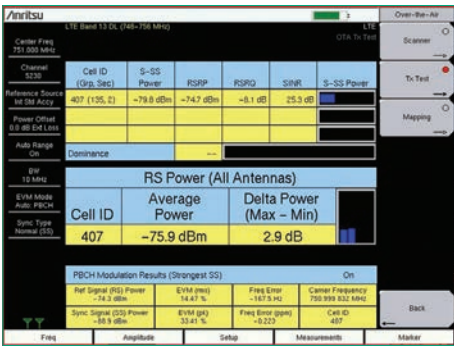 Anritsu
Over-the-Air
LTE Band 13 DL (746-756 MHz)
LTE
OTA Tx Test
Center Freq
751.000 MHz
Channel
5230
Reference Source
Int Std Accy
Power Offset
0.0 dB Ext Loss
Auto Range
On
BW
10 MHz
EVM Mode
Auto: PBCH
Sync Type
Normal (SS)
Cell ID (Grp, Sec) S-SS Power RSRP RSRQ SINR S-SS Power
407 (135, 2) -79.8 dBm -74.7 dBm -8.1 dB 25.3 dB
Dominance --
RS Power (All Antennas)
Cell ID Average Power Delta Power (Max - Min)
407 -75.9 dBm 2.9 dB
PBCH Modulation Results (Strongest SS) On
Ref Signal (RS) Power EVM (rms) Freq Error Carrier Frequency
-74.3 dBm 14.47 % -167.5 Hz 750.999 832 MHz
Sync Signal (SS) Power EVM (pk) Freq Error (ppm) Cell ID
-80.9 dBm 33.41 % -0.223 407
Scanner
Tx Test
Mapping
Back
Freq Amplitude Setup Measurements Marker